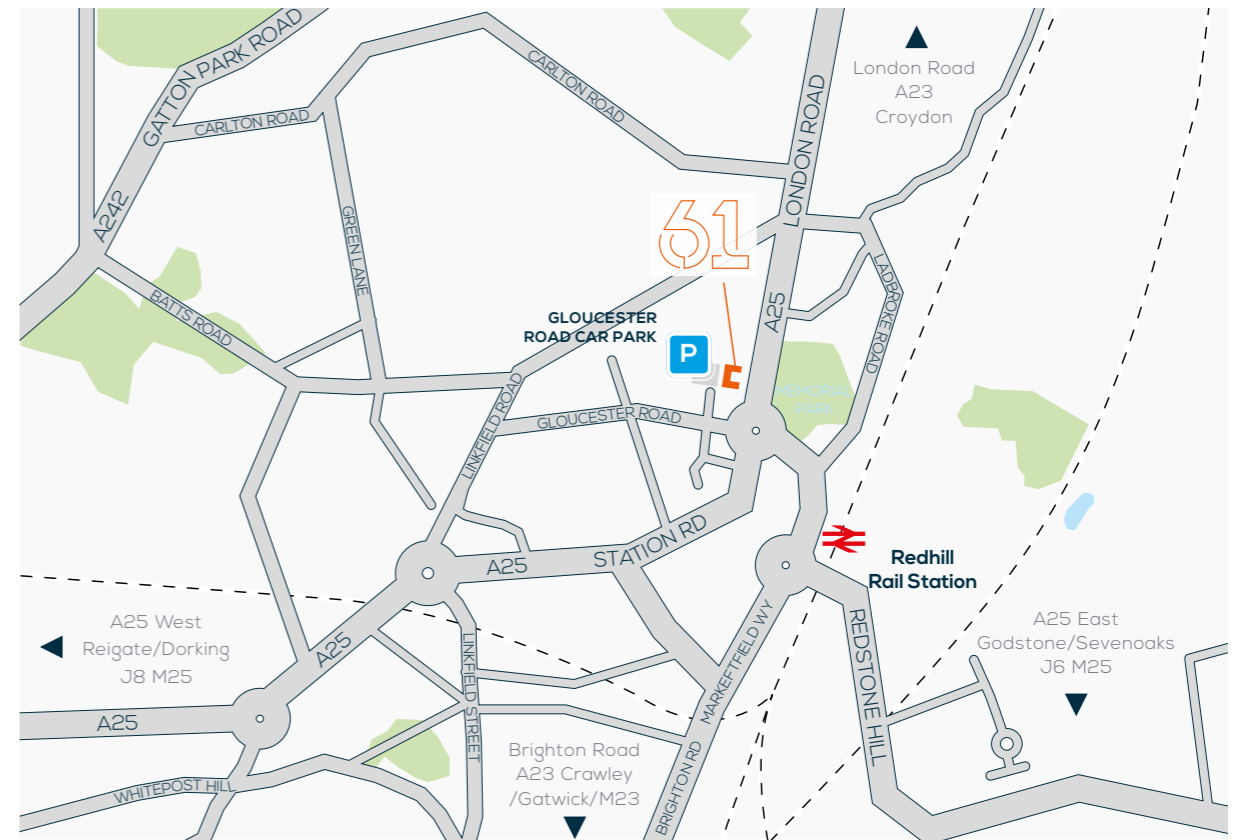 GATTON PARK ROAD
CARLTON ROAD
CARLTON ROAD
LONDON ROAD
London Road
A23
Croydon
A242
GREEN LANE
61
BATTS ROAD
LADBROKE ROAD
A25
GLOUCESTER
ROAD CAR PARK
P
LINKFIELD ROAD
GLOUCESTER ROAD
STATION RD
A25
Redhill
Rail Station
A25 West
Reigate/Dorking
J8 M25
A25
A25
LINKFIELD STREET
MARKEFTFIELD WY
REDSTONE HILL
A25 East
Godstone/Sevenoaks
J6 M25
WHITEPOST HILL
Brighton Road
A23 Crawley
/Gatwick/M23
BRIGHTON RD